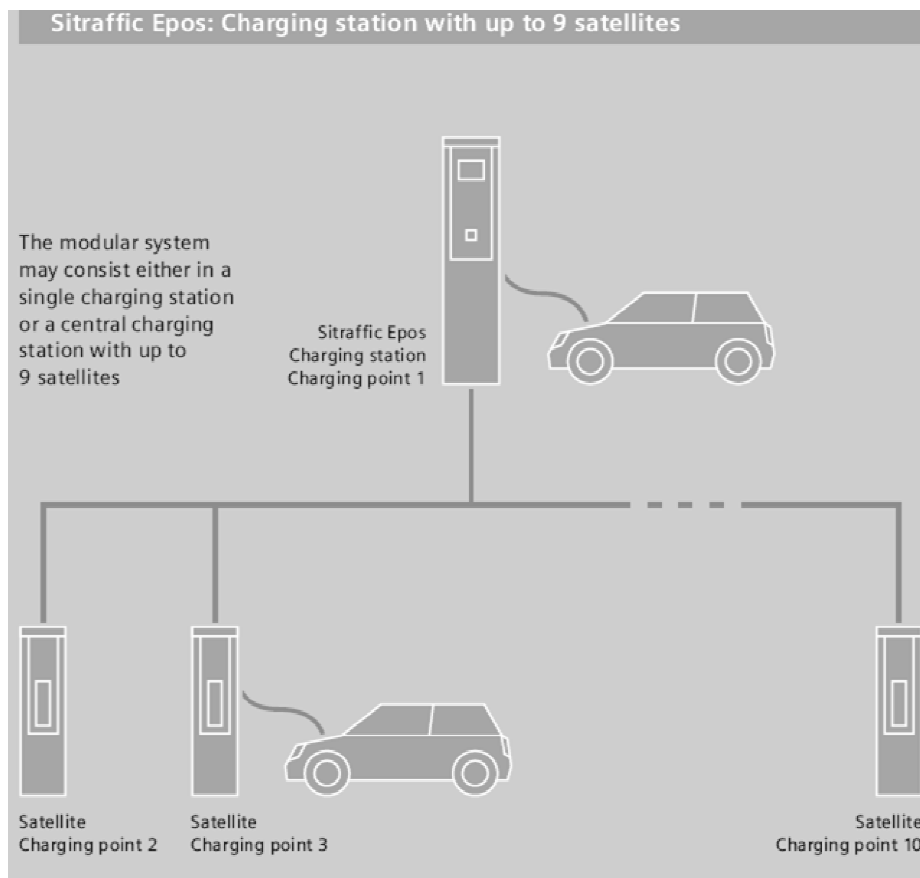 Sitraffic Epos: Charging station with up to 9 satellites
The modular system
may consist either in a
single charging station
or a central charging
station with up to
9 satellites
Sitraffic Epos
Charging station
Charging point 1
Satellite
Charging point 2
Satellite
Charging point 3
Satellite
Charging point 10